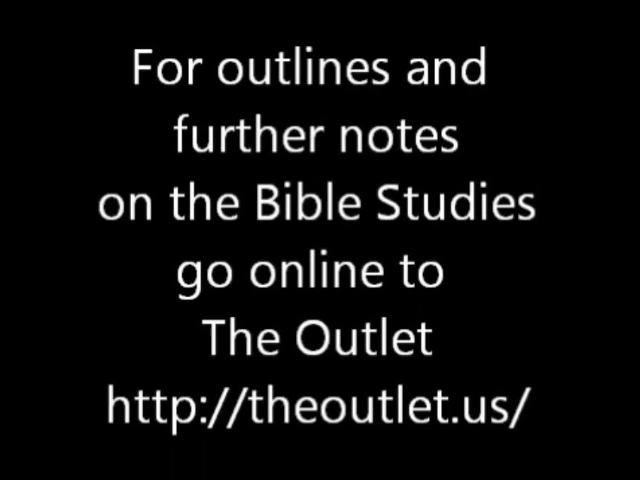 For outlines and
further notes
on the Bible Studies
go online to
The Outlet
http://theoutlet.us/